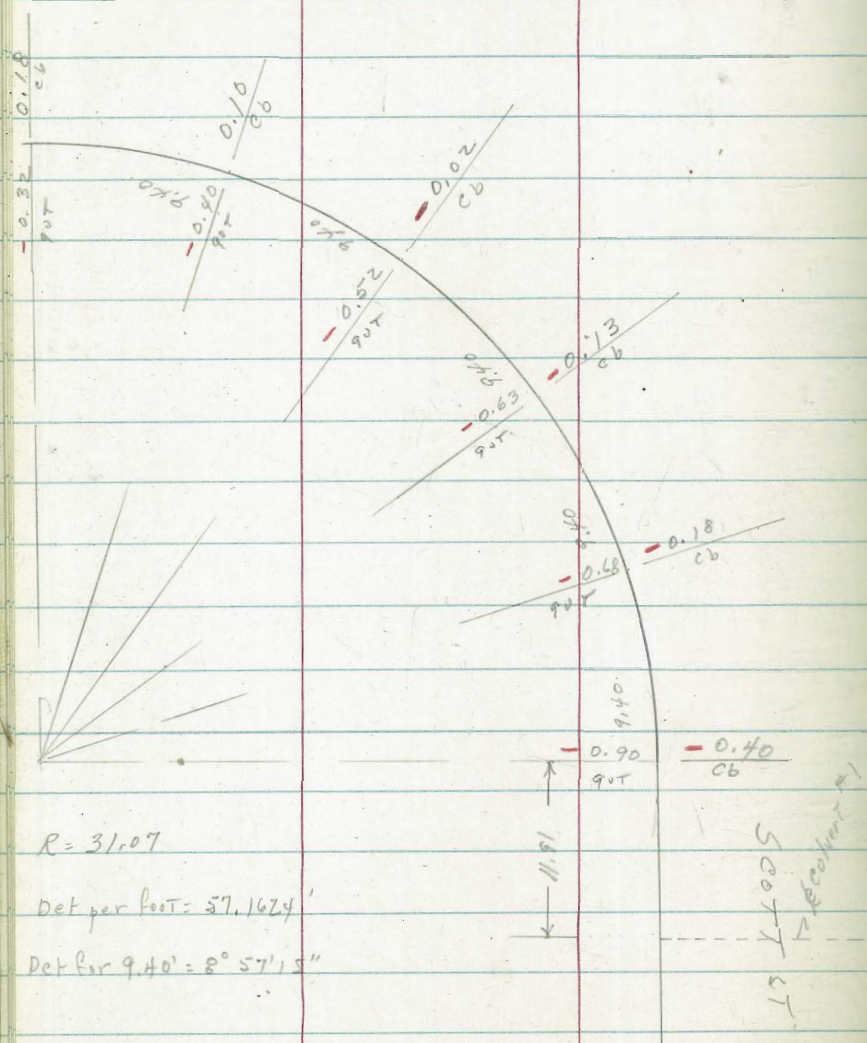 0.18
cb
- 0.32
gut
0.10
cb
- 0.40
gut
9.40
- 0.02
cb
- 0.52
gut
9.40
- 0.13
cb
- 0.63
gut
9.40
- 0.18
cb
- 0.68
gut
9.40
- 0.40
cb
- 0.90
gut
9.40
11.91
SCOTT ST
R = 31.07
Def per foot = 57.1624'
Def for 9.40' = 8° 57' 15"